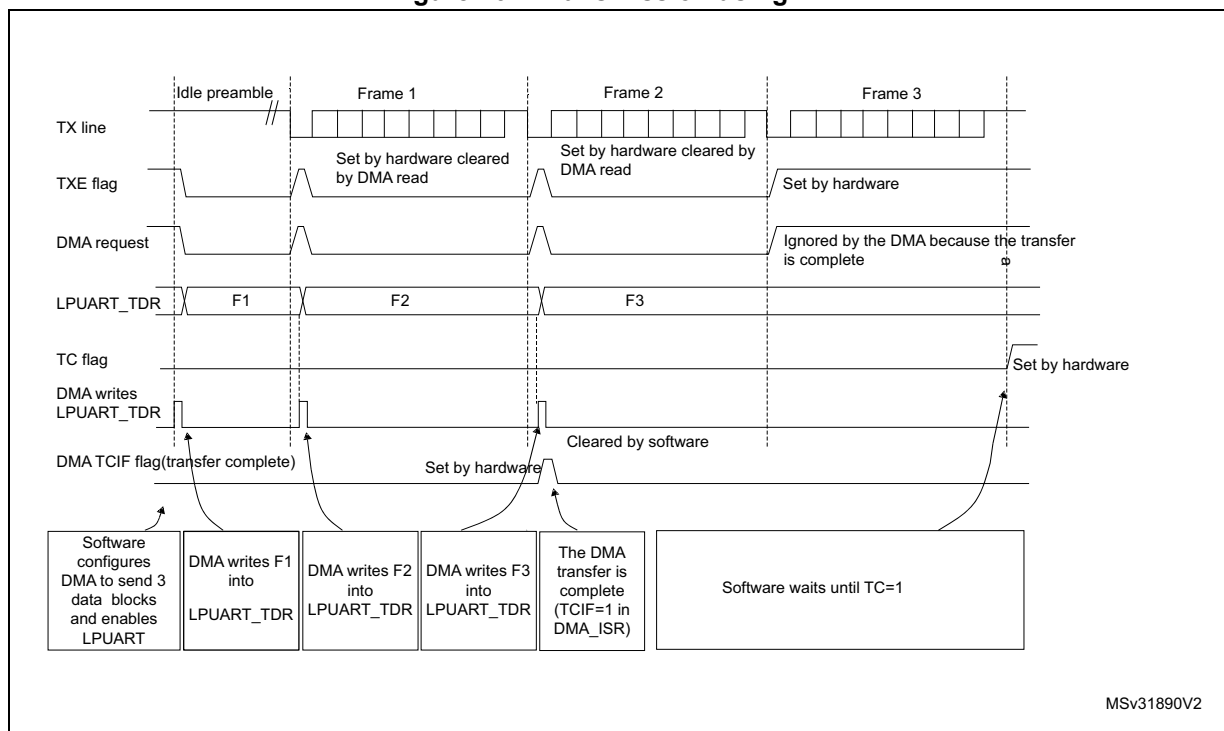 Idle preamble
Frame 1
Frame 2
Frame 3
TX line
Set by hardware cleared
by DMA read
Set by hardware cleared by
DMA read
TXE flag
Set by hardware
DMA request
Ignored by the DMA because the transfer
is complete
LPUART_TDR
F1
F2
F3
TC flag
Set by hardware
DMA writes
LPUART_TDR
Cleared by software
DMA TCIF flag(transfer complete)
Set by hardware
Software
configures
DMA to send 3
data blocks
and enables
LPUART
DMA writes F1
into
LPUART_TDR
DMA writes F2
into
LPUART_TDR
DMA writes F3
into
LPUART_TDR
The DMA
transfer is
complete
(TCIF=1 in
DMA_ISR)
Software waits until TC=1
MSv31890V2